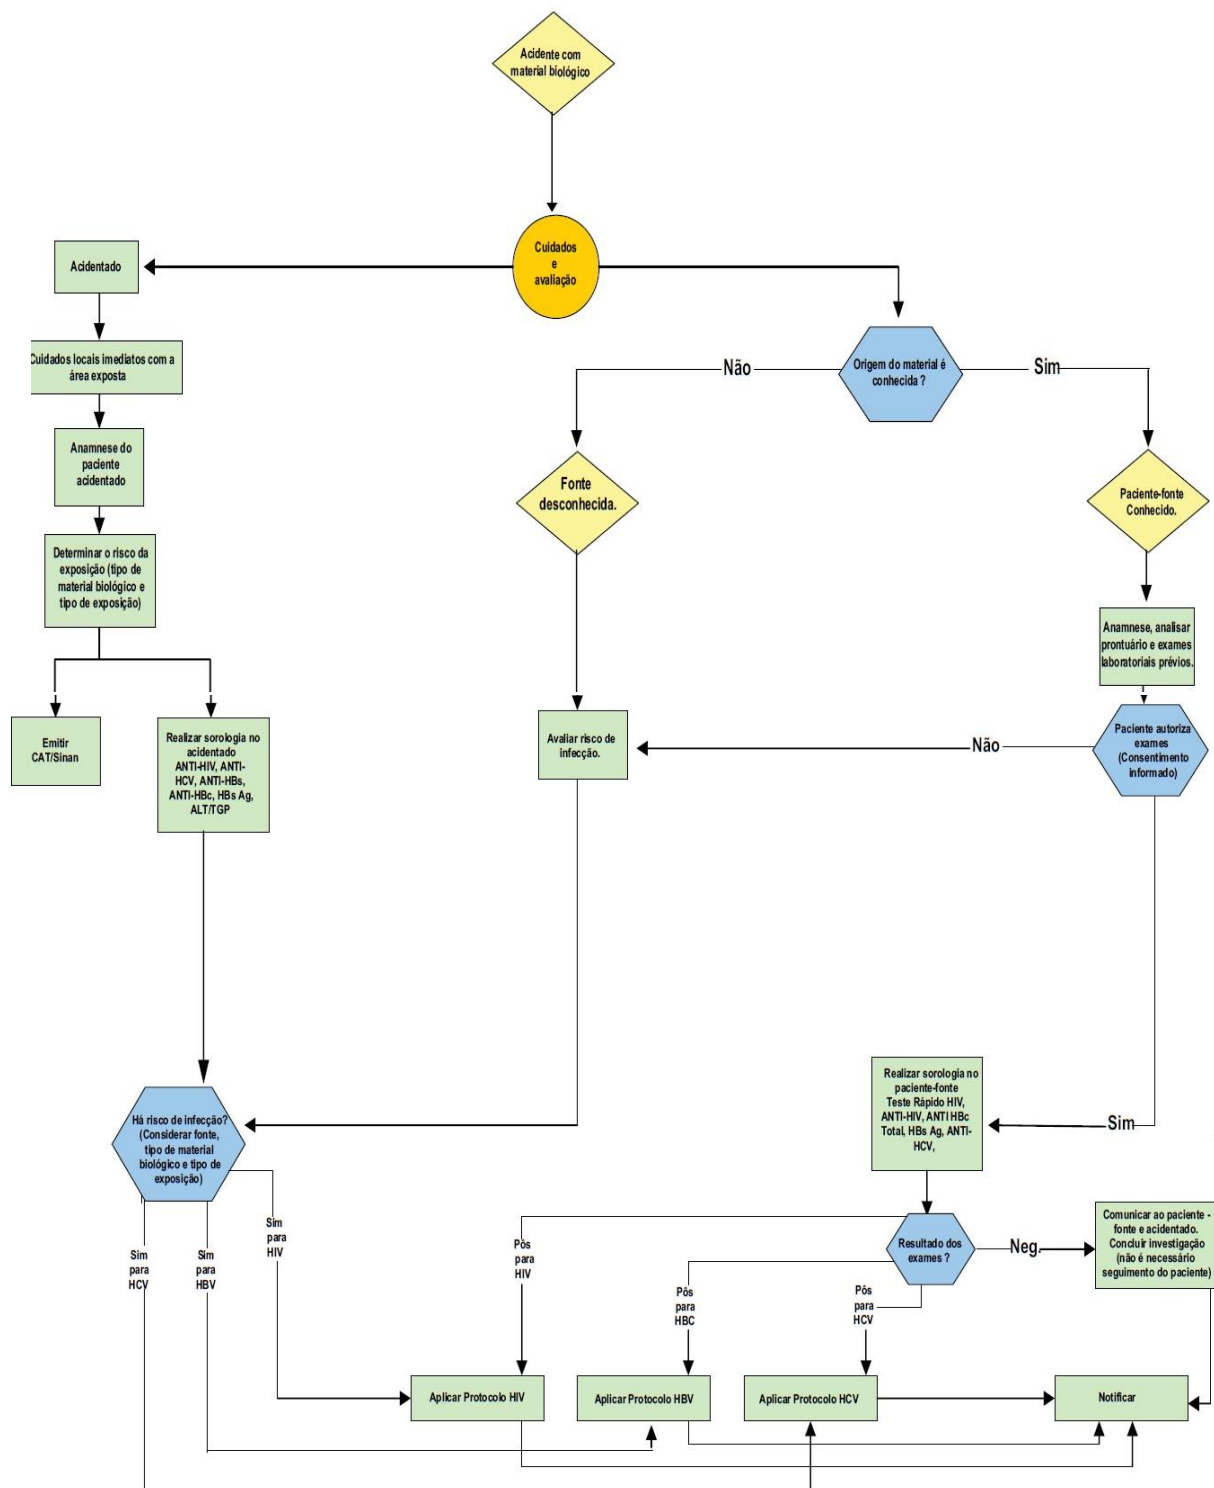 Acidente com
material biológico
Cuidados
e
avaliação
Acidentado
Cuidados locais imediatos com a
área exposta
Anamnese do
paciente
acidentado
Determinar o risco da
exposição (tipo de
material biológico e
tipo de exposição)
Emitir
CAT/Sinan
Realizar sorologia no
acidentado
ANTI-HIV, ANTI-
HCV, ANTI-HBs,
ANTI-HBc, HBs Ag,
ALT/TGP
Origem do material é
conhecida ?
Não
Sim
Fonte
desconhecida.
Paciente-fonte
Conhecido.
Anamnese, analisar
prontuário e exames
laboratoriais prévios.
Avaliar risco de
infecção.
Não
Paciente autoriza
exames
(Consentimento
informado)
Sim
Realizar sorologia no
paciente-fonte
Teste Rápido HIV,
ANTI-HIV, ANTI HBc
Total, HBs Ag, ANTI-
HCV,
Há risco de infecção?
(Considerar fonte,
tipo de material
biológico e tipo de
exposição)
Sim
para
HCV
Sim
para
HBV
Sim
para
HIV
Resultado dos
exames ?
Neg.
Comunicar ao paciente -
fonte e acidentado.
Concluir investigação
(não é necessário
seguimento do paciente)
Pôs
para
HIV
Pôs
para
HBC
Pôs
para
HCV
Aplicar Protocolo HIV
Aplicar Protocolo HBV
Aplicar Protocolo HCV
Notificar